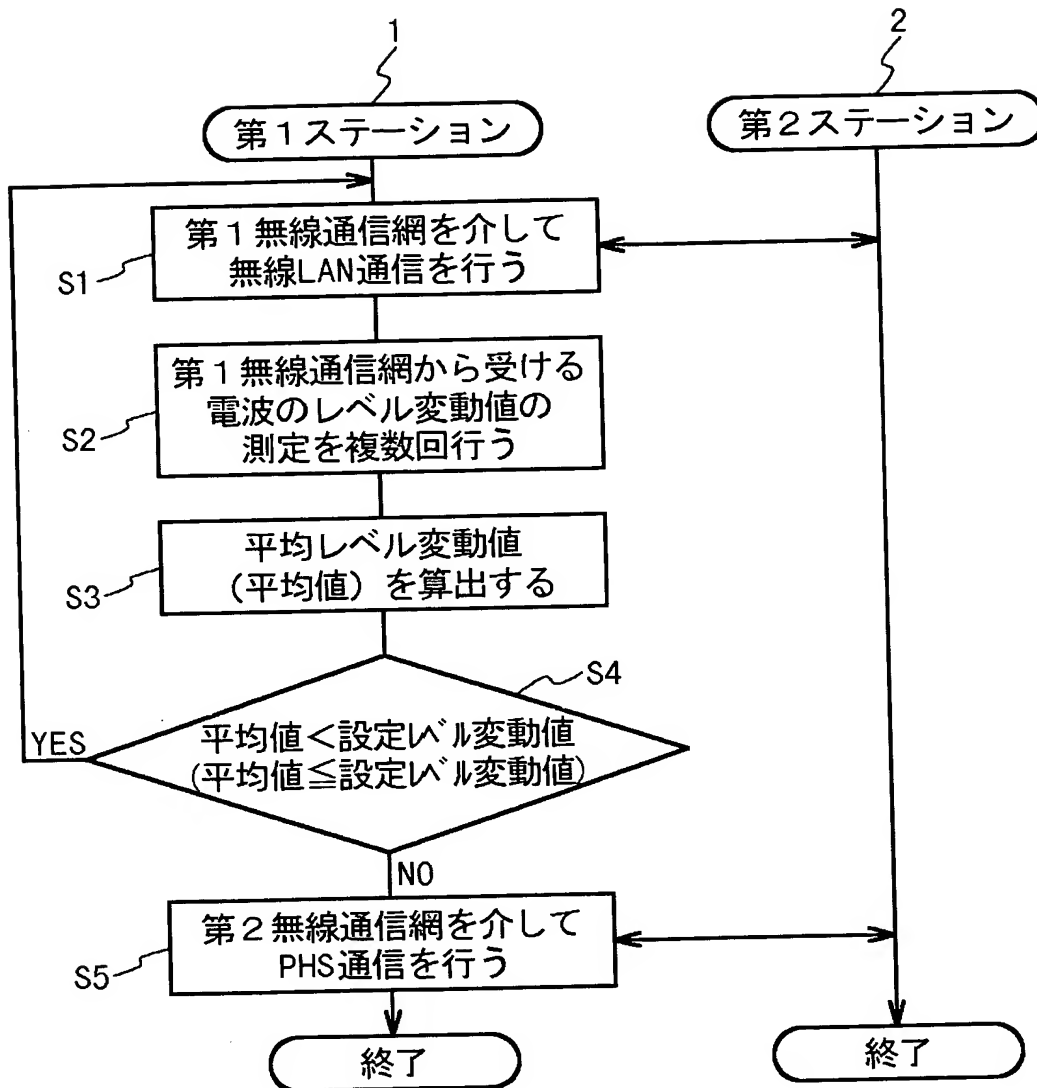 1
2
第1ステーション
第2ステーション
第1無線通信網を介して
無線LAN通信を行う
S1
第1無線通信網から受ける
電波のレベル変動値の
測定を複数回行う
S2
平均レベル変動値
(平均値)を算出する
S3
S4
平均値<設定レベル変動値
(平均値≦設定レベル変動値)
YES
NO
第2無線通信網を介して
PHS通信を行う
S5
終了
終了